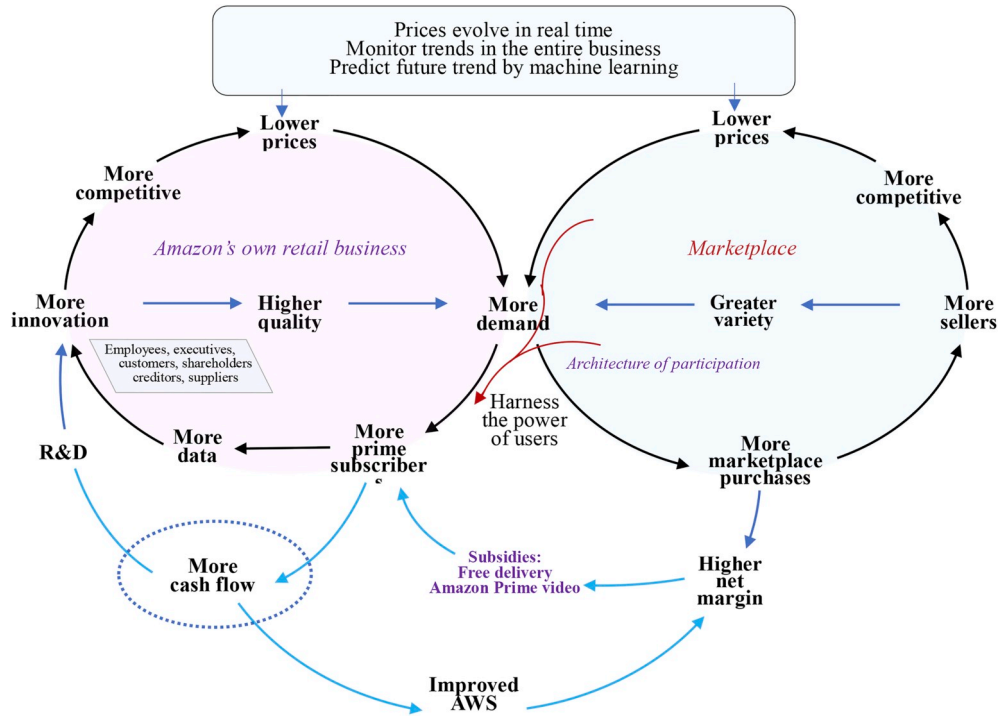 Prices evolve in real time
Monitor trends in the entire business
Predict future trend by machine learning
Lower
prices
Lower
prices
More
competitive
More
competitive
Amazon's own retail business
Marketplace
More
innovation
Higher
quality
More
demand
Greater
variety
More
sellers
Employees, executives,
customers, shareholders
creditors, suppliers
Architecture of participation
Harness
the power
of users
R&D
More
data
More
prime
subscriber
s
More
marketplace
purchases
More
cash flow
Subsidies:
Free delivery
Amazon Prime video
Higher
net
margin
Improved
AWS